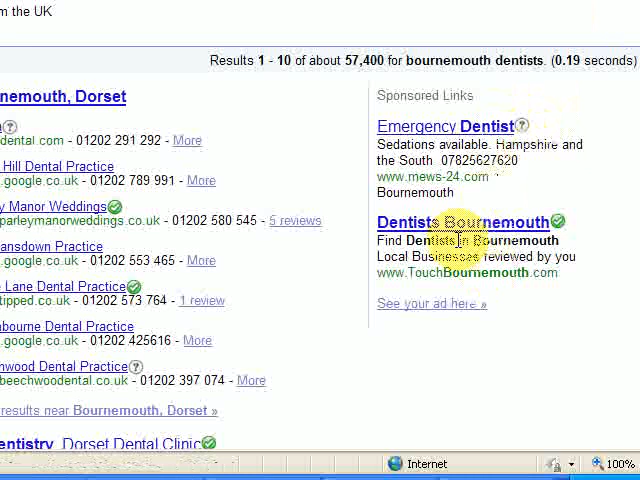 m the UK
Results 1 - 10 of about 57,400 for bournemouth dentists. (0.19 seconds)
nemouth, Dorset
dental.com - 01202 291 292 - More
Hill Dental Practice
.google.co.uk - 01202 789 991 - More
y Manor Weddings
parleymanorweddings.co.uk - 01202 580 545 - 5 reviews
ansdown Practice
.google.co.uk - 01202 553 465 - More
e Lane Dental Practice
tipped.co.uk - 01202 573 764 - 1 review
nbourne Dental Practice
.google.co.uk - 01202 425616 - More
hwood Dental Practice
beechwooddental.co.uk - 01202 397 074 - More
results near Bournemouth, Dorset »
entistry Dorset Dental Clinic
Sponsored Links
Emergency Dentist
Sedations available. Hampshire and
the South 07825627620
www.mews-24.com
Bournemouth
Dentists Bournemouth
Find Dentists in Bournemouth
Local Businesses reviewed by you
www.TouchBournemouth.com
See your ad here »
Internet
100%